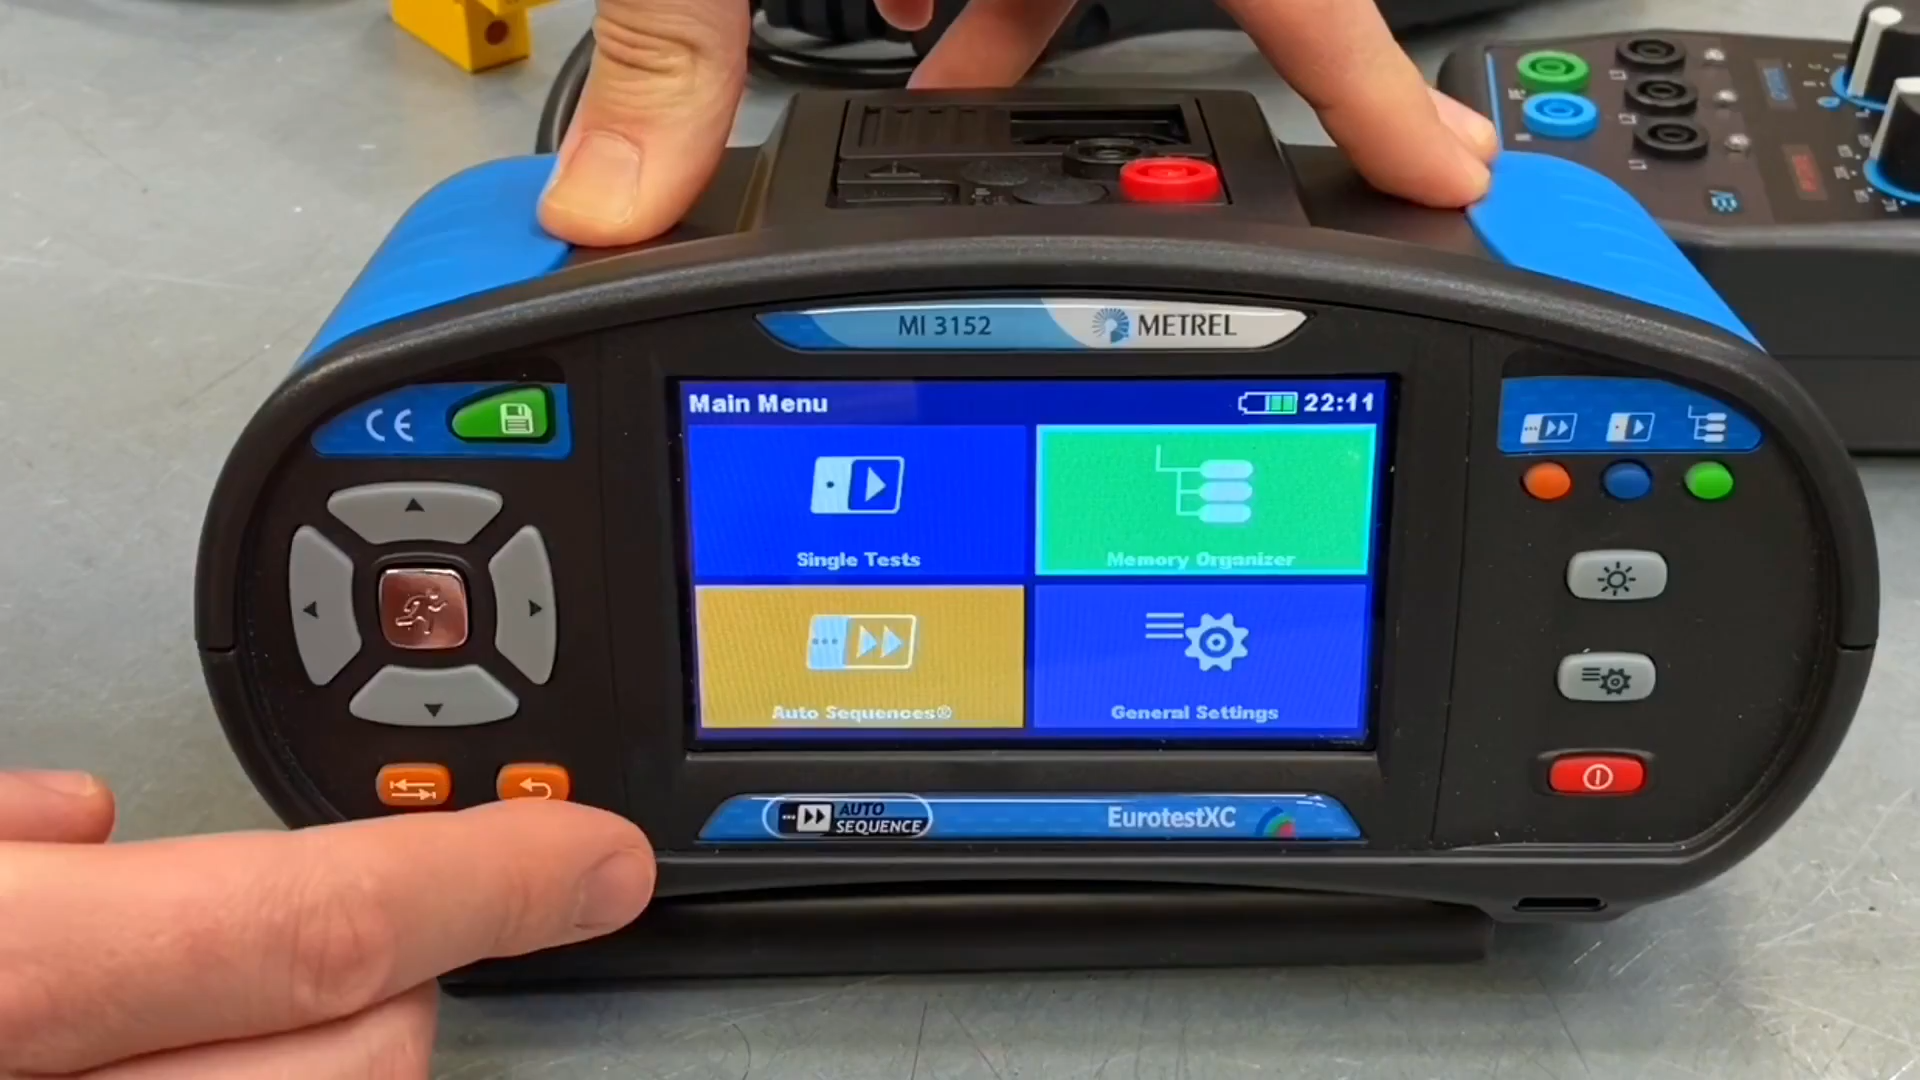 MI 3152 METREL
CE
Main Menu 22:11
Single Tests
Memory Organizer
Auto Sequences®
General Settings
AUTO
SEQUENCE
EurotestXC